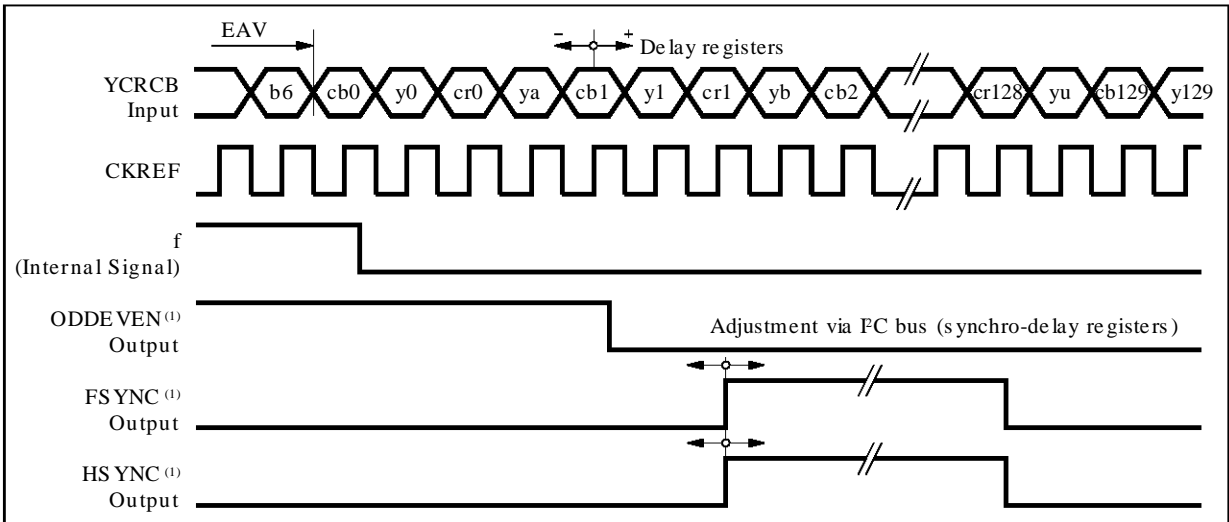 EAV
− +
Delay registers
YCRCB
Input
b6 cb0 y0 cr0 ya cb1 y1 cr1 yb cb2 cr128 yu cb129 y129
CKREF
f
(Internal Signal)
ODDEVEN (1)
Output
Adjustment via I²C bus (synchro-delay registers)
FSYNC (1)
Output
HSYNC (1)
Output